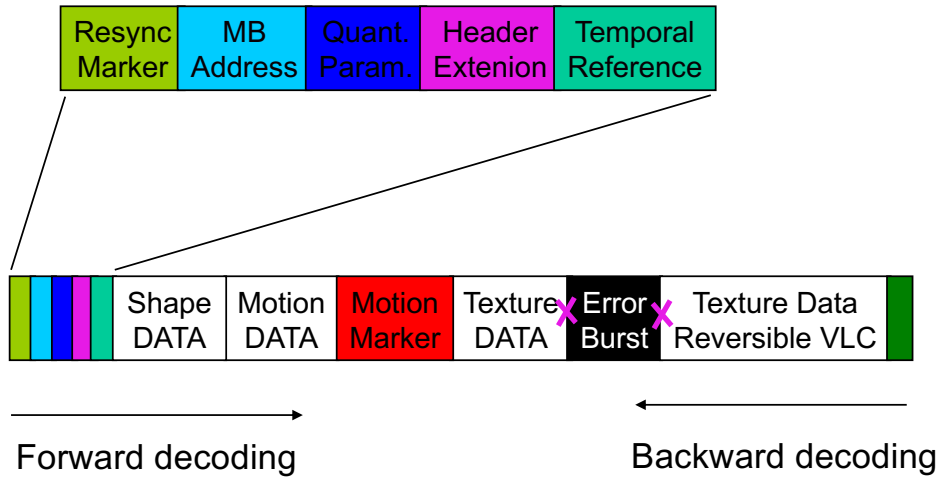 Resync MB Quant. Header Temporal
Marker Address Param. Extenion Reference
Shape Motion Motion Texture Error Texture Data
DATA DATA Marker DATA Burst Reversible VLC
Forward decoding Backward decoding